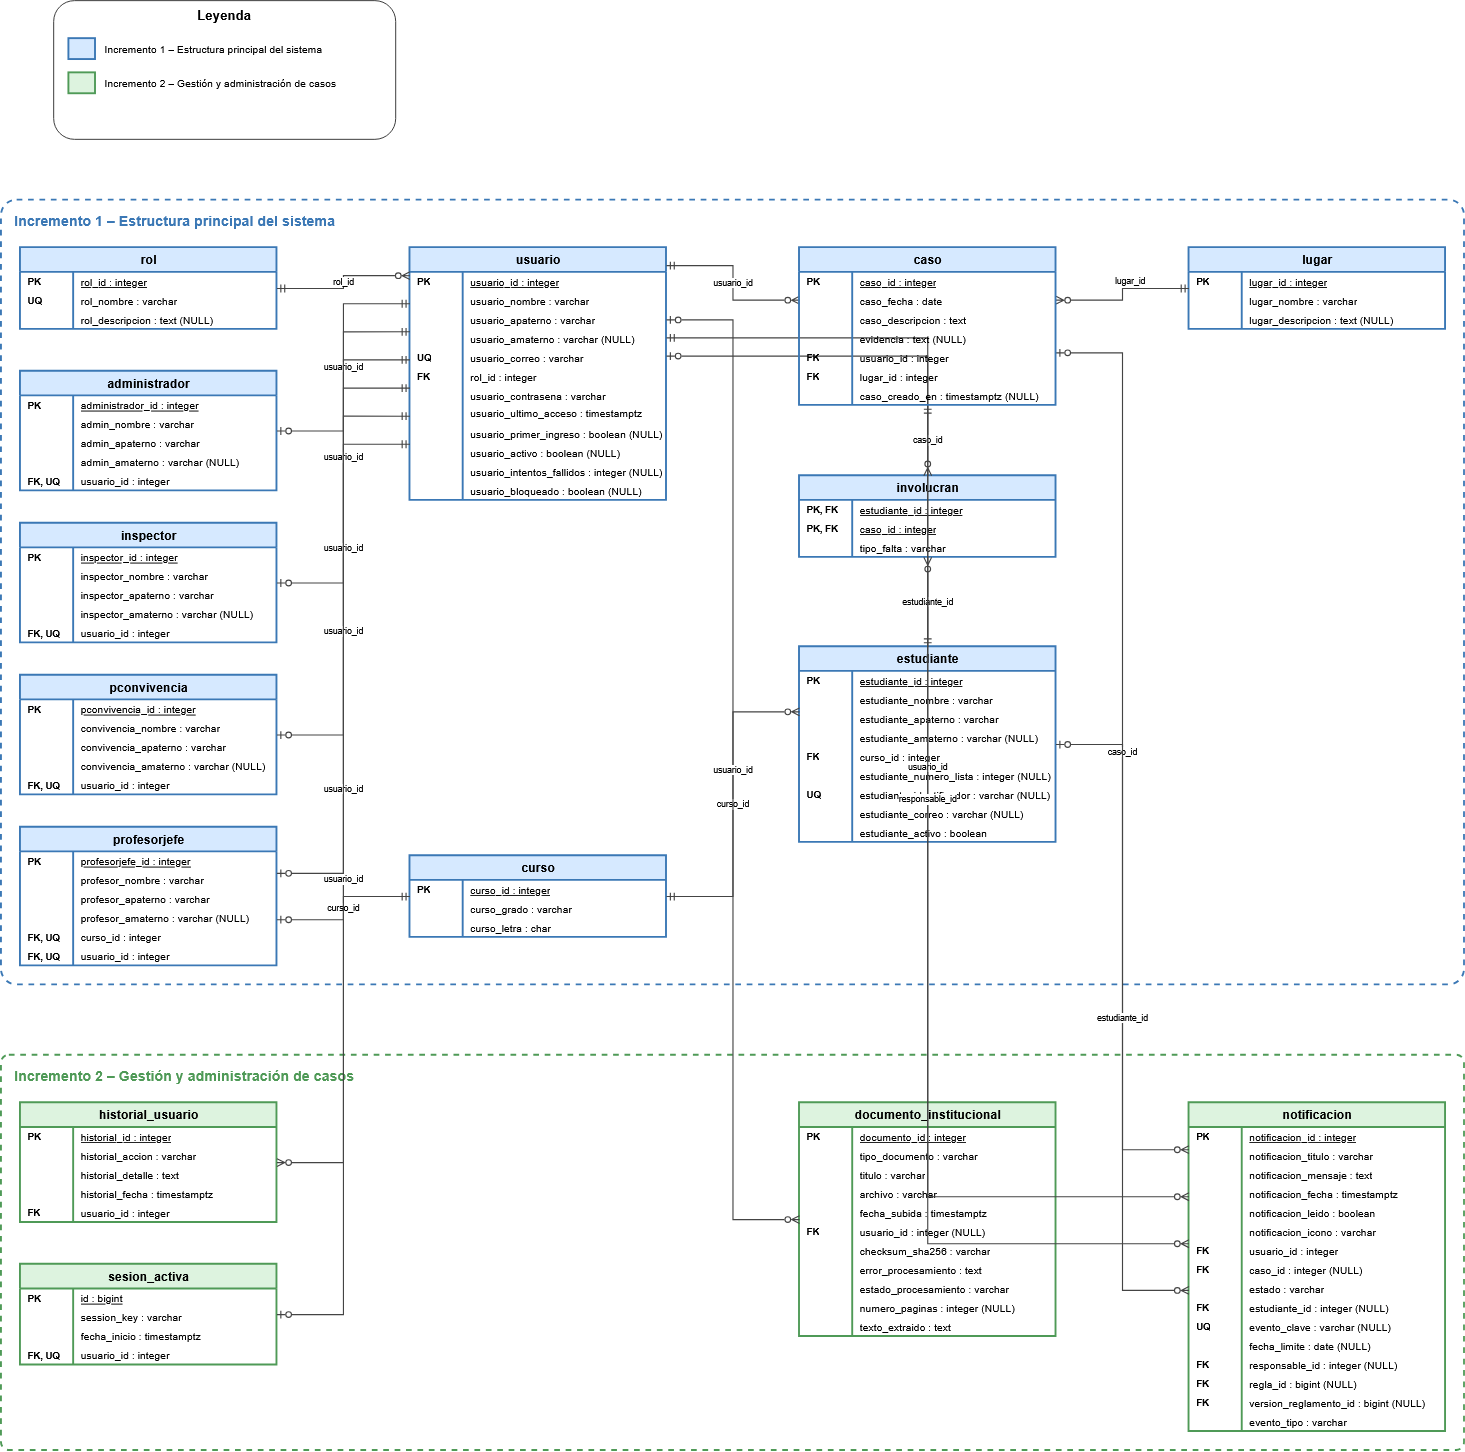 Leyenda
Incremento 1 – Estructura principal del sistema
Incremento 2 – Gestión y administración de casos
Incremento 1 – Estructura principal del sistema
rol
PK rol_id : integer
UQ rol_nombre : varchar
rol_descripcion : text (NULL)
rol_id
usuario
PK usuario_id : integer
usuario_nombre : varchar
usuario_apaterno : varchar
usuario_amaterno : varchar (NULL)
UQ usuario_correo : varchar
FK rol_id : integer
usuario_contrasena : varchar
usuario_ultimo_acceso : timestamptz
usuario_primer_ingreso : boolean (NULL)
usuario_activo : boolean (NULL)
usuario_intentos_fallidos : integer (NULL)
usuario_bloqueado : boolean (NULL)
usuario_id
caso
PK caso_id : integer
caso_fecha : date
caso_descripcion : text
evidencia : text (NULL)
FK usuario_id : integer
FK lugar_id : integer
caso_creado_en : timestamptz (NULL)
lugar_id
lugar
PK lugar_id : integer
lugar_nombre : varchar
lugar_descripcion : text (NULL)
administrador
PK administrador_id : integer
admin_nombre : varchar
admin_apaterno : varchar
admin_amaterno : varchar (NULL)
FK, UQ usuario_id : integer
usuario_id
usuario_id
caso_id
involucran
PK, FK estudiante_id : integer
PK, FK caso_id : integer
tipo_falta : varchar
inspector
PK inspector_id : integer
inspector_nombre : varchar
inspector_apaterno : varchar
inspector_amaterno : varchar (NULL)
FK, UQ usuario_id : integer
usuario_id
usuario_id
estudiante_id
estudiante
PK estudiante_id : integer
estudiante_nombre : varchar
estudiante_apaterno : varchar
estudiante_amaterno : varchar (NULL)
FK curso_id : integer
usuario_id
estudiante_numero_lista : integer (NULL)
UQ : varchar (NULL)
responsable_id
estudiante_correo : varchar (NULL)
estudiante_activo : boolean
caso_id
pconvivencia
PK pconvivencia_id : integer
convivencia_nombre : varchar
convivencia_apaterno : varchar
convivencia_amaterno : varchar (NULL)
FK, UQ usuario_id : integer
usuario_id
usuario_id
curso_id
profesorjefe
PK profesorjefe_id : integer
profesor_nombre : varchar
profesor_apaterno : varchar
profesor_amaterno : varchar (NULL)
FK, UQ curso_id : integer
FK, UQ usuario_id : integer
usuario_id
curso_id
curso
PK curso_id : integer
curso_grado : varchar
curso_letra : char
estudiante_id
Incremento 2 – Gestión y administración de casos
historial_usuario
PK historial_id : integer
historial_accion : varchar
historial_detalle : text
historial_fecha : timestamptz
FK usuario_id : integer
sesion_activa
PK id : bigint
session_key : varchar
fecha_inicio : timestamptz
FK, UQ usuario_id : integer
documento_institucional
PK documento_id : integer
tipo_documento : varchar
titulo : varchar
archivo : varchar
fecha_subida : timestamptz
FK usuario_id : integer (NULL)
checksum_sha256 : varchar
error_procesamiento : text
estado_procesamiento : varchar
numero_paginas : integer (NULL)
texto_extraido : text
notificacion
PK notificacion_id : integer
notificacion_titulo : varchar
notificacion_mensaje : text
notificacion_fecha : timestamptz
notificacion_leido : boolean
notificacion_icono : varchar
FK usuario_id : integer
FK caso_id : integer (NULL)
estado : varchar
FK estudiante_id : integer (NULL)
UQ evento_clave : varchar (NULL)
fecha_limite : date (NULL)
FK responsable_id : integer (NULL)
FK regla_id : bigint (NULL)
FK version_reglamento_id : bigint (NULL)
evento_tipo : varchar